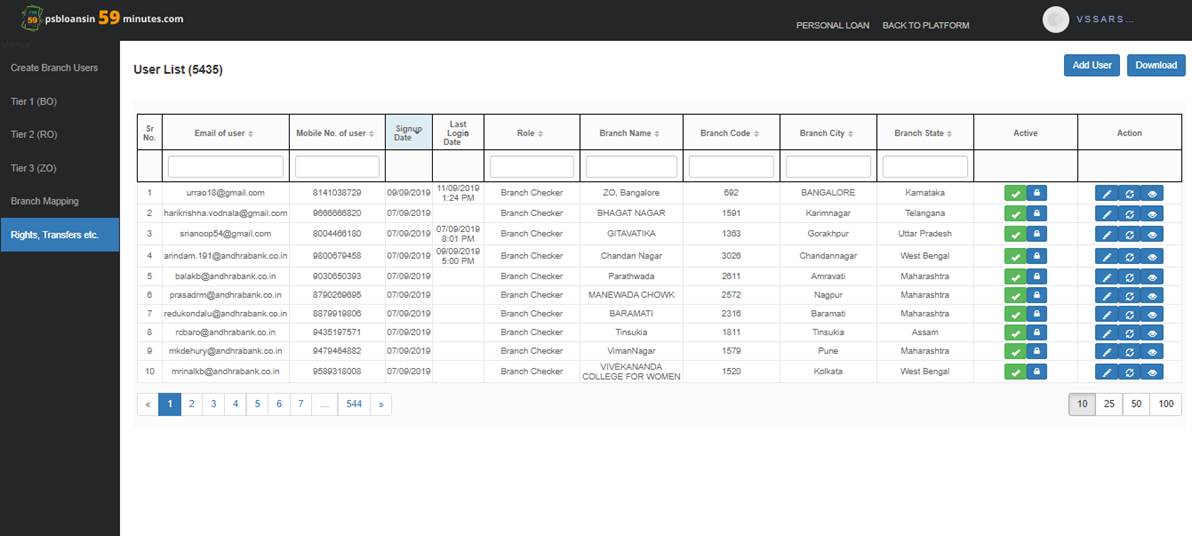 psbloansin 59 minutes.com
PERSONAL LOAN BACK TO PLATFORM V S S A R S ...
Create Branch Users
Tier 1 (BO)
Tier 2 (RO)
Tier 3 (ZO)
Branch Mapping
Rights, Transfers etc.
User List (5435)
Add User Download
Sr No. Email of user Mobile No. of user Signup Date Last Login Date Role Branch Name Branch Code Branch City Branch State Active Action
1 urrao18@gmail.com 8141038729 09/09/2019 11/09/2019 1:24 PM Branch Checker ZO, Bangalore 692 BANGALORE Karnataka
2 harikrishna.vodnala@gmail.com 9666666820 07/09/2019 Branch Checker BHAGAT NAGAR 1591 Karimnagar Telangana
3 srianoop54@gmail.com 8004466180 07/09/2019 07/09/2019 8:01 PM Branch Checker GITAVATIKA 1363 Gorakhpur Uttar Pradesh
4 arindam.191@andhrabank.co.in 9800679458 07/09/2019 09/09/2019 5:00 PM Branch Checker Chandan Nagar 3026 Chandannagar West Bengal
5 balakb@andhrabank.co.in 9030650393 07/09/2019 Branch Checker Parathwada 2611 Amravati Maharashtra
6 prasadrm@andhrabank.co.in 8790269695 07/09/2019 Branch Checker MANEWADA CHOWK 2572 Nagpur Maharashtra
7 redukondalu@andhrabank.co.in 8879919806 07/09/2019 Branch Checker BARAMATI 2316 Baramati Maharashtra
8 rcbaro@andhrabank.co.in 9435197571 07/09/2019 Branch Checker Tinsukia 1811 Tinsukia Assam
9 mkdehury@andhrabank.co.in 9479464882 07/09/2019 Branch Checker VimanNagar 1579 Pune Maharashtra
10 mrinalkb@andhrabank.co.in 9589318008 07/09/2019 Branch Checker VIVEKANANDA COLLEGE FOR WOMEN 1520 Kolkata West Bengal
« 1 2 3 4 5 6 7 ... 544 » 10 25 50 100